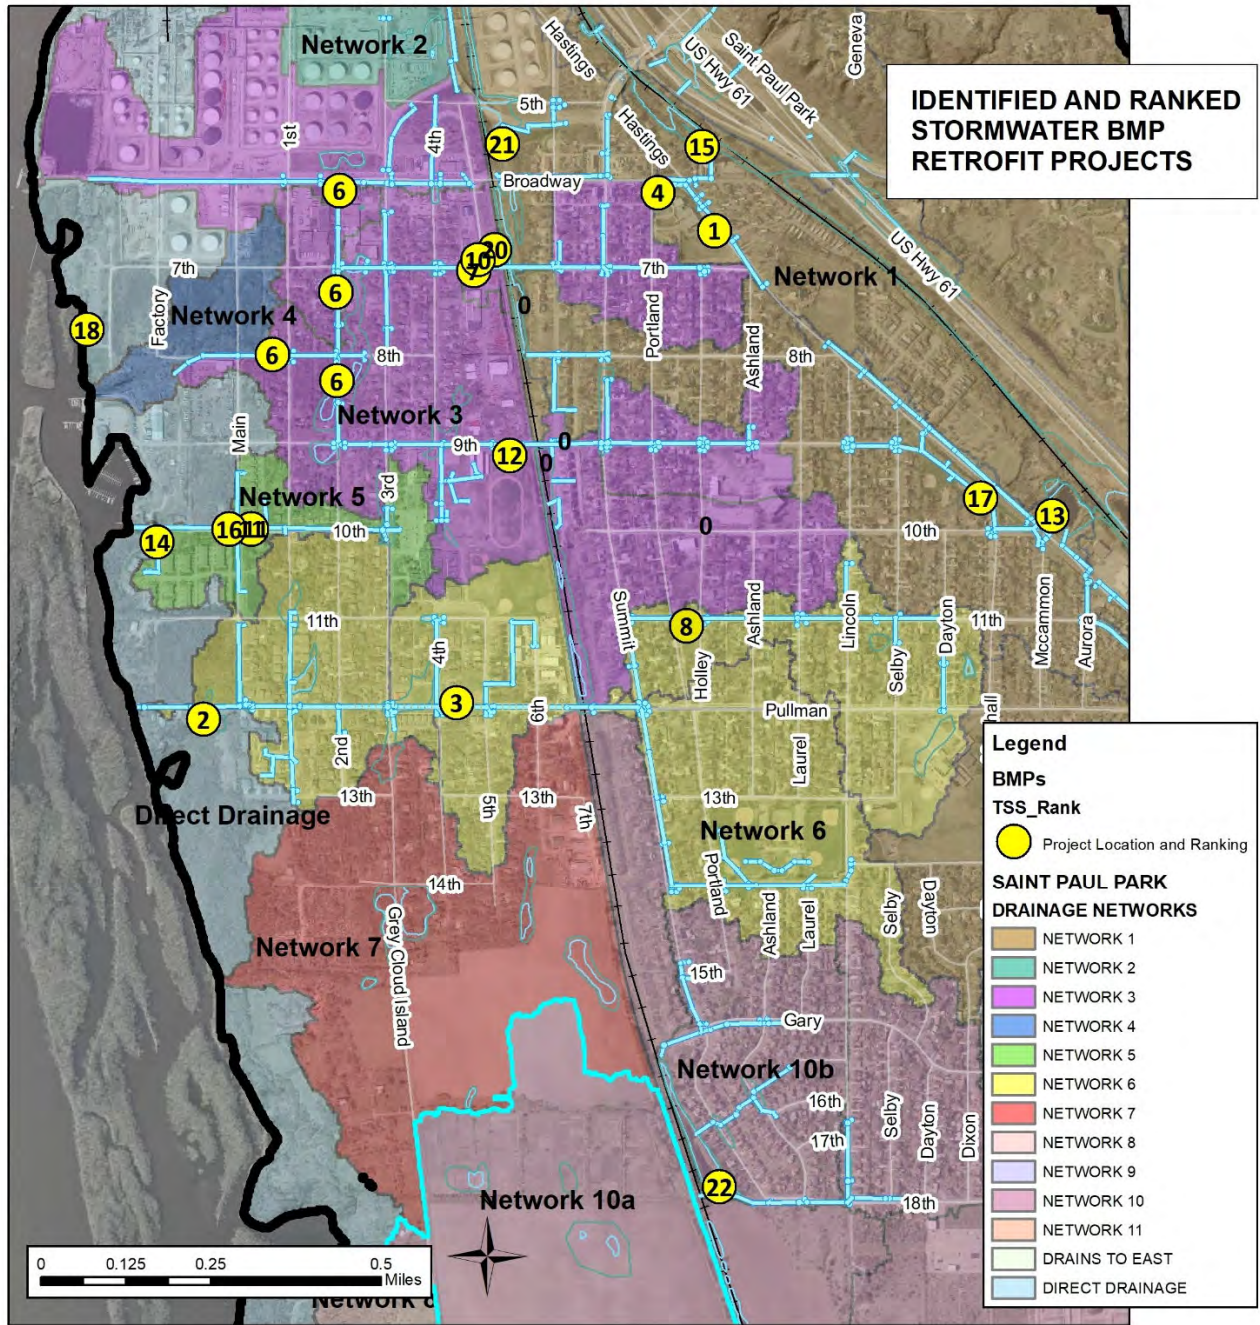 IDENTIFIED AND RANKED
STORMWATER BMP
RETROFIT PROJECTS
Network 2
Hastings
US Hwy 61
Saint Paul Park
Geneva
5th
1st
4th
Hastings
21
15
Broadway
6
4
1
20
10
7
7th
7th
Network 1
US Hwy 61
6
0
Factory
Network 4
Portland
Ashland
18
6
8th
8th
6
Network 3
Main
9th
0
12
0
3rd
Network 5
17
13
14
16
11
10th
0
10th
Summit
8
Ashland
Lincoln
Selby
Dayton
11th
11th
Mccammon
Aurora
4th
Holley
2
3
6th
Pullman
hall
2nd
Laurel
13th
5th
13th
7th
13th
Direct Drainage
Network 6
14th
Portland
Ashland
Laurel
Selby
Dayton
Grey Cloud Island
Network 7
15th
Gary
Network 10b
16th
17th
Selby
Dayton
Dixon
22
18th
Network 10a
0 0.125 0.25 0.5
Miles
Legend
BMPs
TSS_Rank
Project Location and Ranking
SAINT PAUL PARK
DRAINAGE NETWORKS
NETWORK 1
NETWORK 2
NETWORK 3
NETWORK 4
NETWORK 5
NETWORK 6
NETWORK 7
NETWORK 8
NETWORK 9
NETWORK 10
NETWORK 11
DRAINS TO EAST
DIRECT DRAINAGE